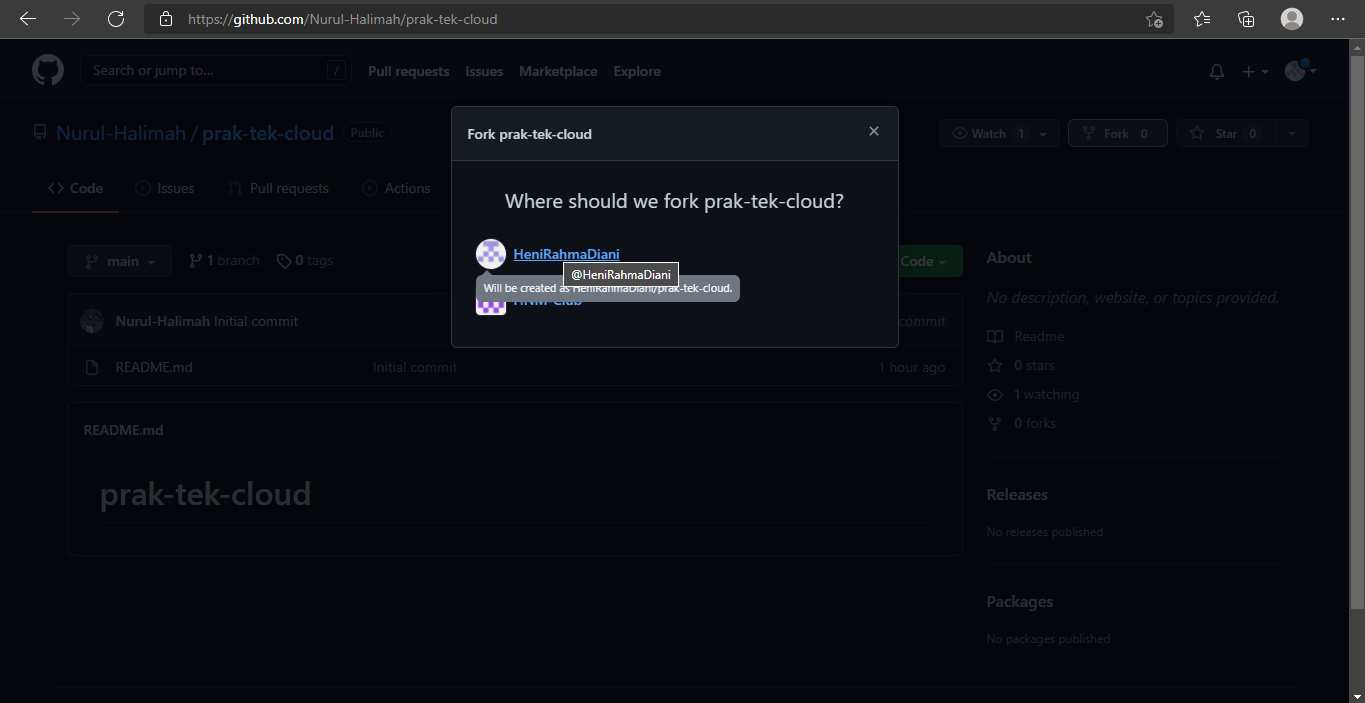 https://github.com/Nurul-Halimah/prak-tek-cloud
Search or jump to... /
Pull requests Issues Marketplace Explore
Nurul-Halimah / prak-tek-cloud Public
Watch 1 Fork 0 Star 0
Code Issues Pull requests Actions
Fork prak-tek-cloud
Where should we fork prak-tek-cloud?
HeniRahmaDiani
@HeniRahmaDiani
Will be created as HeniRahmaDiani/prak-tek-cloud.
HNM-Club
main 1 branch 0 tags
Code
Nurul-Halimah Initial commit
commit
README.md Initial commit 1 hour ago
README.md
prak-tek-cloud
About
No description, website, or topics provided.
Readme
0 stars
1 watching
0 forks
Releases
No releases published
Packages
No packages published